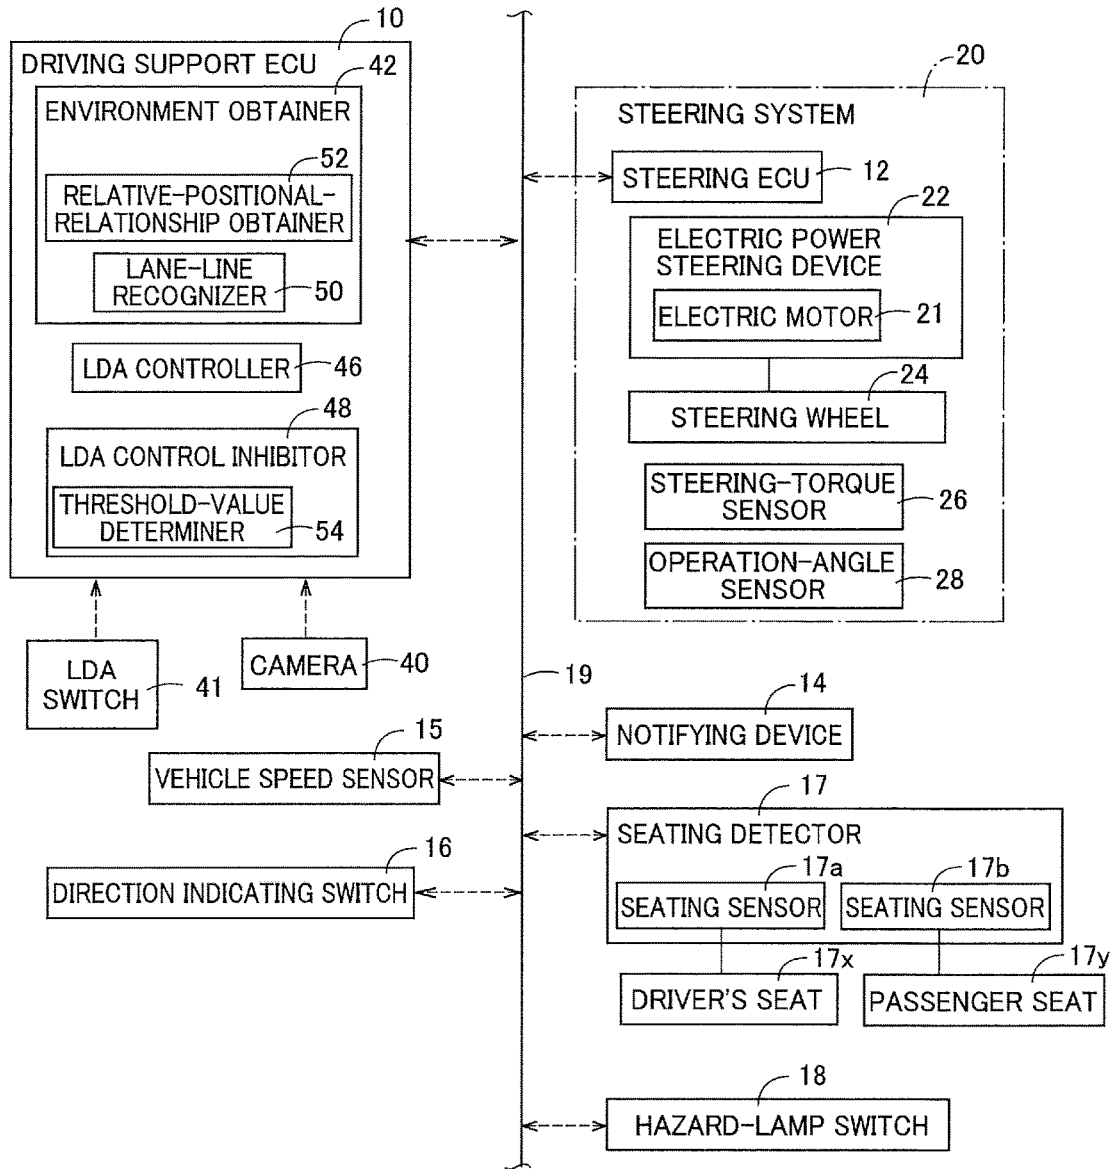 10
DRIVING SUPPORT ECU
42
ENVIRONMENT OBTAINER
52
RELATIVE-POSITIONAL-
RELATIONSHIP OBTAINER
LANE-LINE
RECOGNIZER
50
LDA CONTROLLER
46
48
LDA CONTROL INHIBITOR
THRESHOLD-VALUE
DETERMINER
54
LDA
SWITCH
41
CAMERA
40
15
VEHICLE SPEED SENSOR
16
DIRECTION INDICATING SWITCH
19
20
STEERING SYSTEM
STEERING ECU
12
22
ELECTRIC POWER
STEERING DEVICE
ELECTRIC MOTOR
21
24
STEERING WHEEL
STEERING-TORQUE
SENSOR
26
OPERATION-ANGLE
SENSOR
28
14
NOTIFYING DEVICE
17
SEATING DETECTOR
17a
SEATING SENSOR
17b
SEATING SENSOR
17x
DRIVER'S SEAT
17y
PASSENGER SEAT
18
HAZARD-LAMP SWITCH